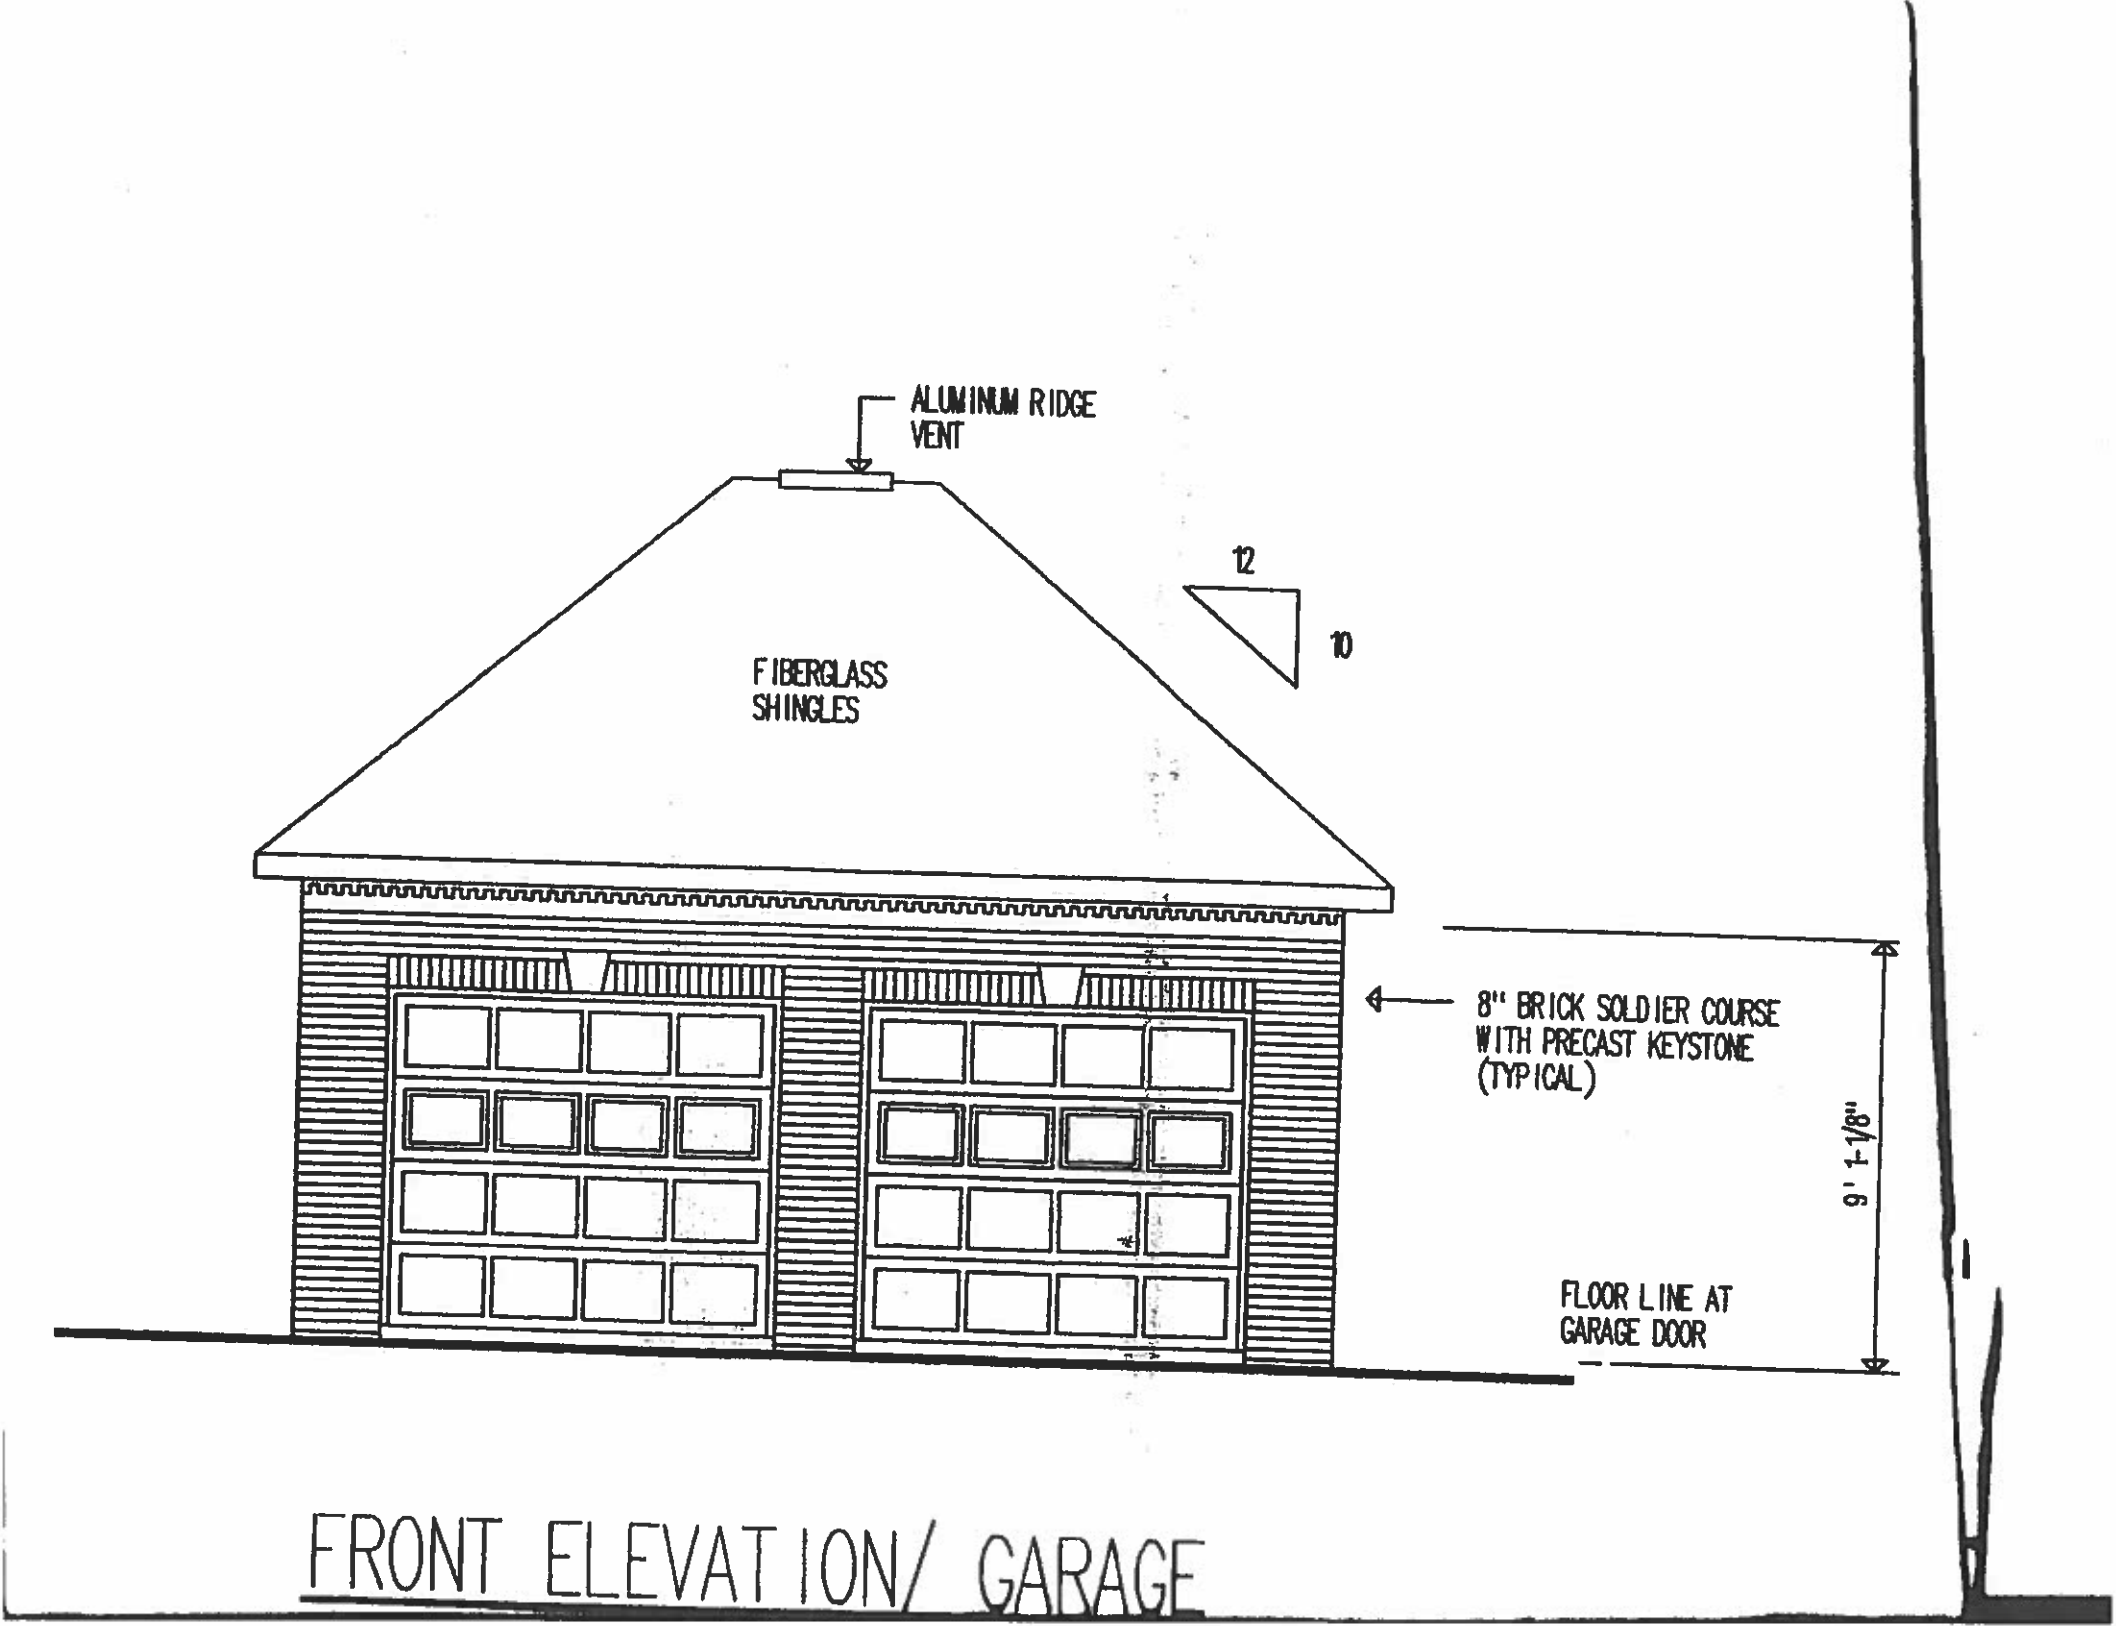 ALUMINUM RIDGE
VENT
12
10
FIBERGLASS
SHINGLES
8" BRICK SOLDIER COURSE
WITH PRECAST KEYSTONE
(TYPICAL)
9' 1-1/8"
FLOOR LINE AT
GARAGE DOOR
FRONT ELEVATION/ GARAGE